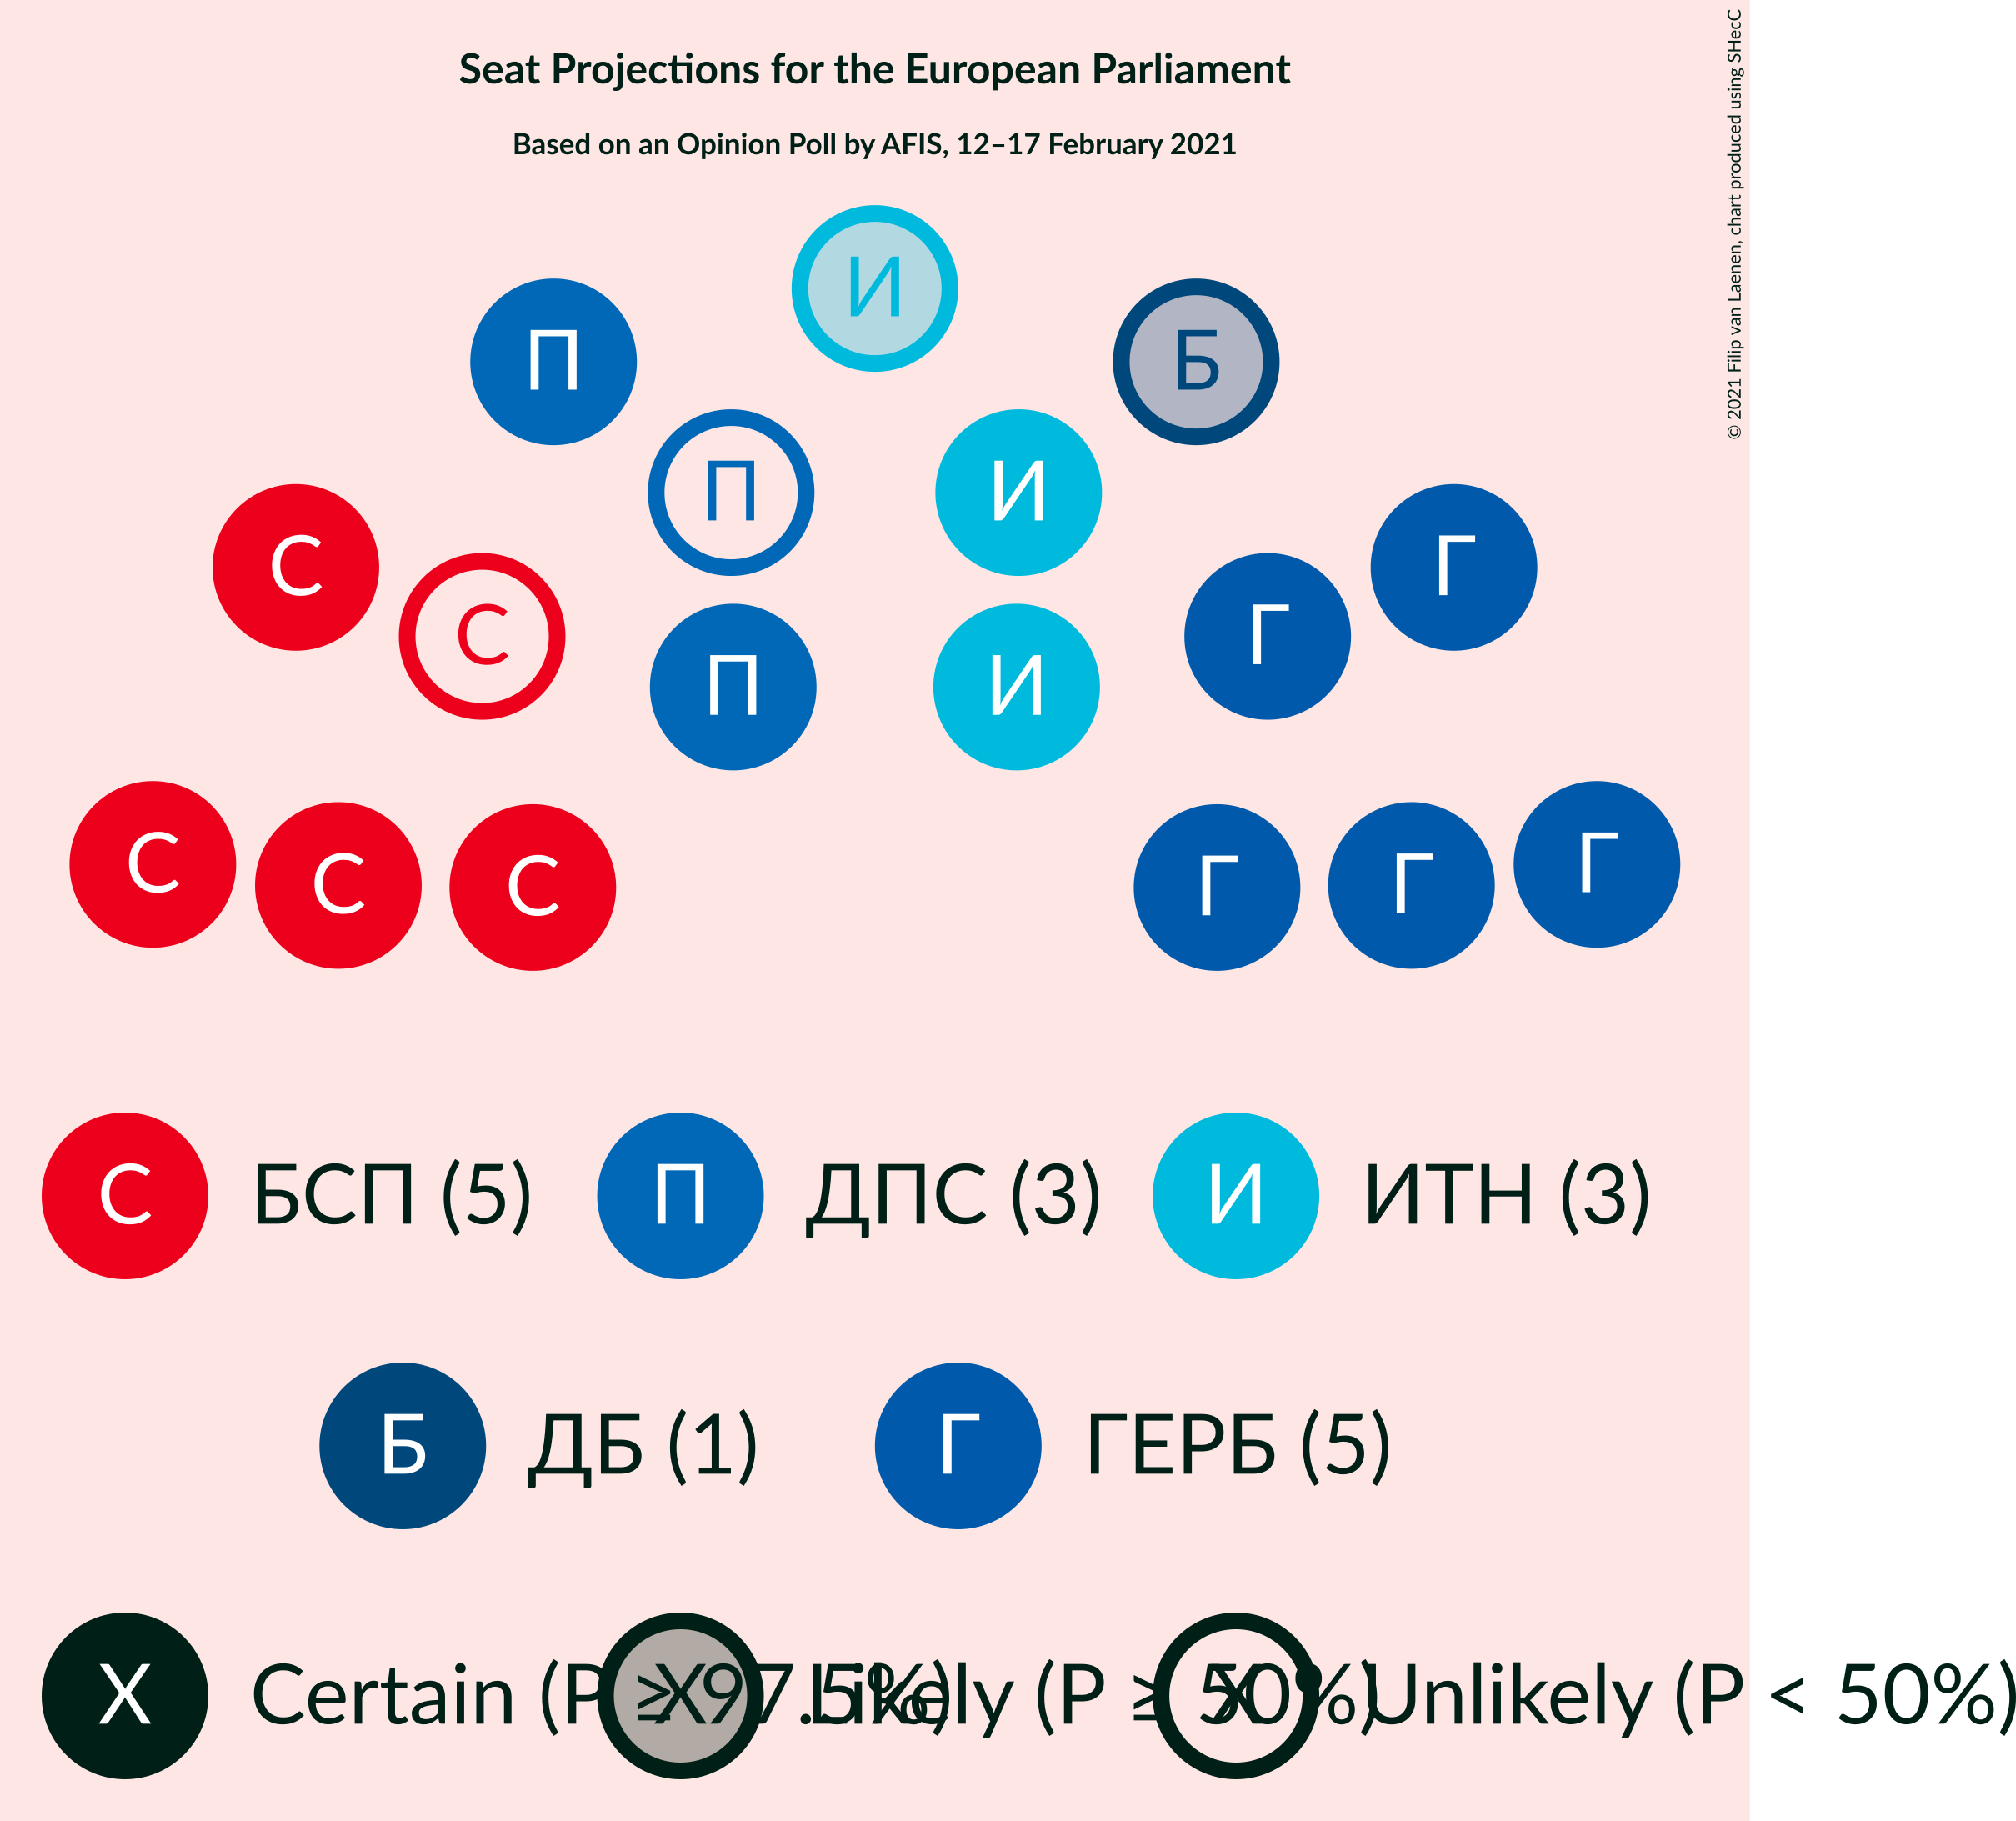 Seat Projections for the European Parliament
Based on an Opinion Poll by AFIS, 12–17 February 2021
© 2021 Filip van Laenen, chart produced using SHecC
И
П Б
П И
С Г
С Г
П И
С Г
С С Г Г
С БСП (5) П ДПС (3) И ИТН (3)
Б ДБ (1) Г ГЕРБ (5)
X Certain (P ≥ 97.5%) X Likely (P ≥ 50%) X Unlikely (P < 50%)